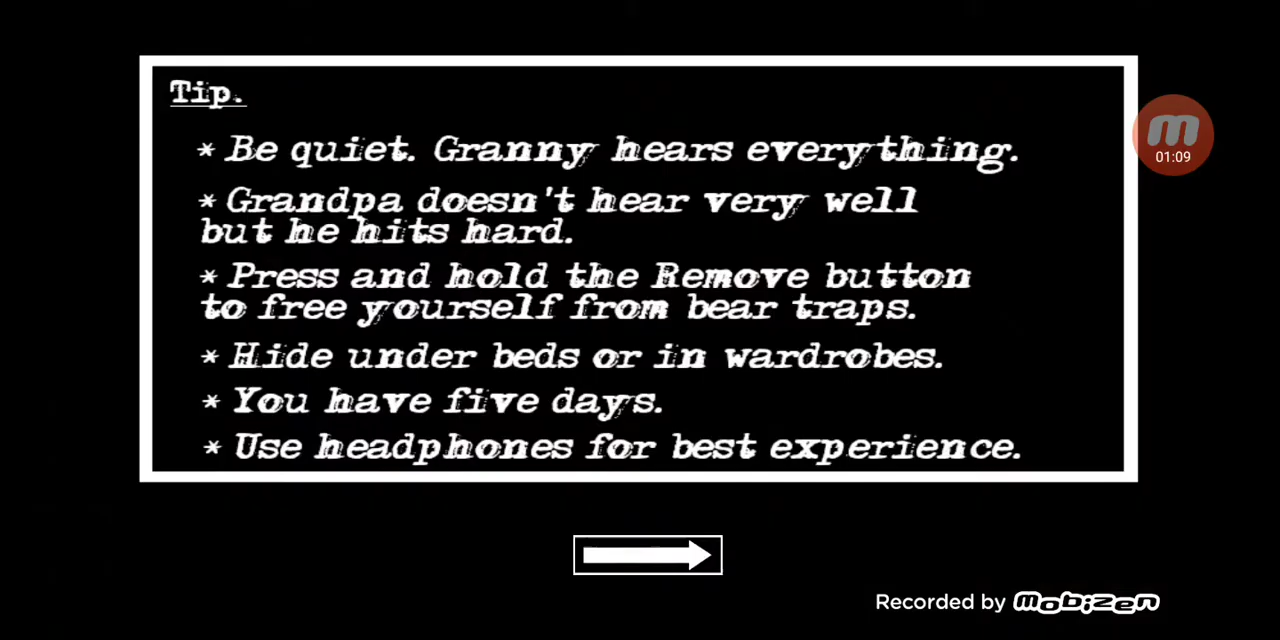 Tip.
* Be quiet. Granny hears everything.
* Grandpa doesn't hear very well
but he hits hard.
* Press and hold the Remove button
to free yourself from bear traps.
* Hide under beds or in wardrobes.
* You have five days.
* Use headphones for best experience.
01:09
Recorded by mobizen